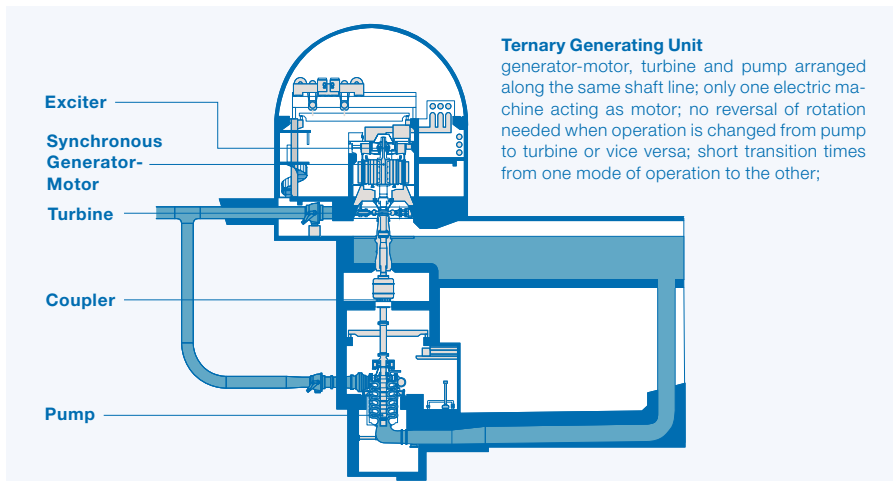 Ternary Generating Unit
generator-motor, turbine and pump arranged
along the same shaft line; only one electric ma-
chine acting as motor; no reversal of rotation
needed when operation is changed from pump
to turbine or vice versa; short transition times
from one mode of operation to the other;
Exciter
Synchronous
Generator-
Motor
Turbine
Coupler
Pump